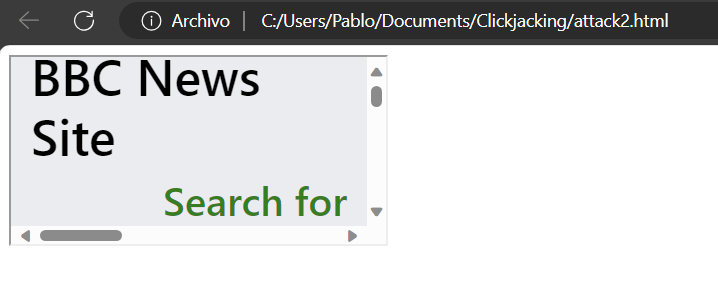 Archivo | C:/Users/Pablo/Documents/Clickjacking/attack2.html
BBC News
Site
Search for